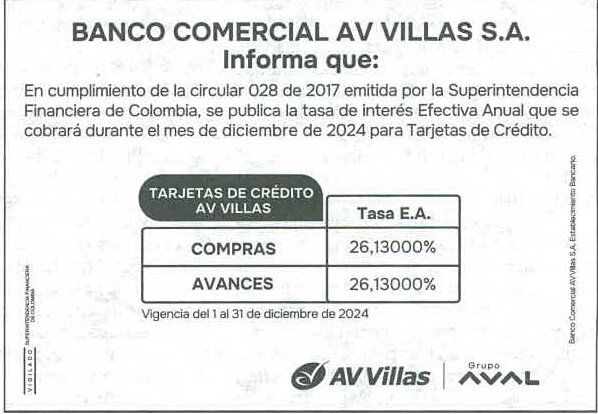 BANCO COMERCIAL AV VILLAS S.A.
Informa que:
En cumplimiento de la circular 028 de 2017 emitida por la Superintendencia
Financiera de Colombia, se publica la tasa de interés Efectiva Anual que se
cobrará durante el mes de diciembre de 2024 para Tarjetas de Crédito.
TARJETAS DE CRÉDITO
AV VILLAS
Tasa E.A.
COMPRAS 26,13000%
AVANCES 26,13000%
Vigencia del 1 al 31 de diciembre de 2024
Banco Comercial AV Villas S.A. Establecimiento Bancario.
VIGILADO
SUPERINTENDENCIA FINANCIERA
DE COLOMBIA
AV Villas
Grupo
AVAL